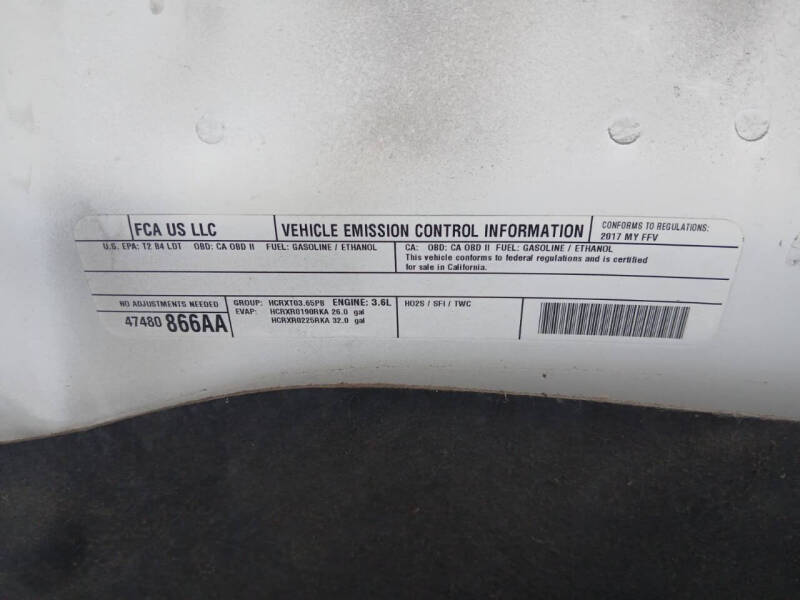 FCA US LLC
VEHICLE EMISSION CONTROL INFORMATION
CONFORMS TO REGULATIONS:
2017 MY FFV
U.S. EPA: T2 B4 LDT OBD: CA OBD II FUEL: GASOLINE / ETHANOL
CA: OBD: CA OBD II FUEL: GASOLINE / ETHANOL
This vehicle conforms to federal regulations and is certified
for sale in California.
NO ADJUSTMENTS NEEDED
47480 866AA
GROUP: HCRXT03.65P8 ENGINE: 3.6L
EVAP: HCRXR0190RKA 26.0 gal
HCRXR0225RKA 32.0 gal
HO2S / SFI / TWC